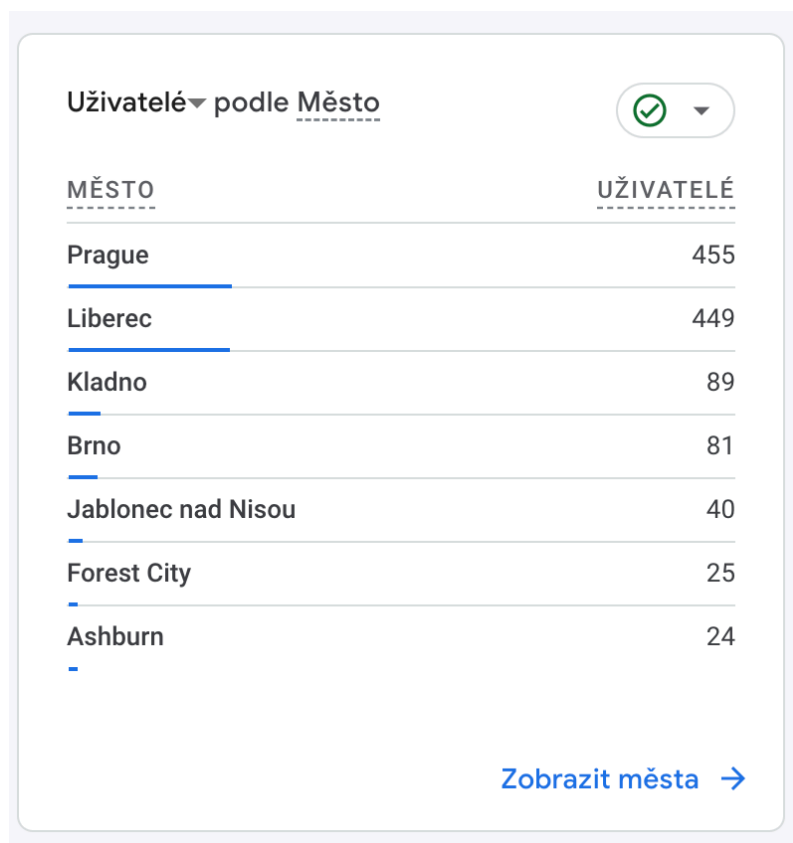 Uživatelé podle Město
MĚSTO UŽIVATELÉ
Prague 455
Liberec 449
Kladno 89
Brno 81
Jablonec nad Nisou 40
Forest City 25
Ashburn 24
Zobrazit města